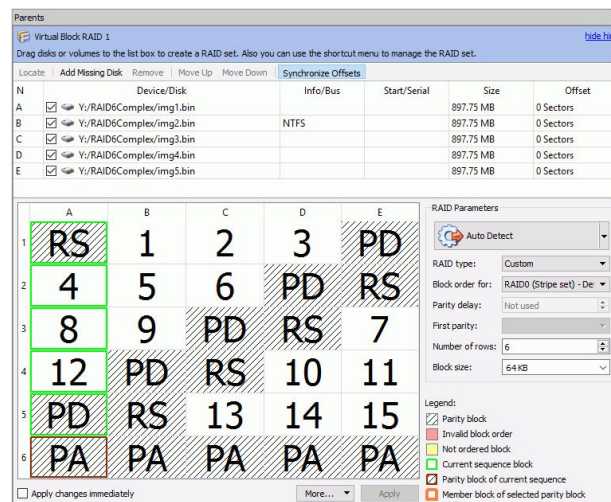 Parents
Virtual Block RAID 1
hide hi
Drag disks or volumes to the list box to create a RAID set. Also you can use the shortcut menu to manage the RAID set.
Locate Add Missing Disk Remove Move Up Move Down Synchronize Offsets
N Device/Disk Info/Bus Start/Serial Size Offset
A Y:/RAID6Complex/img1.bin 897.75 MB 0 Sectors
B Y:/RAID6Complex/img2.bin NTFS 897.75 MB 0 Sectors
C Y:/RAID6Complex/img3.bin 897.75 MB 0 Sectors
D Y:/RAID6Complex/img4.bin 897.75 MB 0 Sectors
E Y:/RAID6Complex/img5.bin 897.75 MB 0 Sectors
A B C D E
1 RS 1 2 3 PD
2 4 5 6 PD RS
3 8 9 PD RS 7
4 12 PD RS 10 11
5 PD RS 13 14 15
6 PA PA PA PA PA
Apply changes immediately More... Apply
RAID Parameters
Auto Detect
RAID type: Custom
Block order for: RAID0 (Stripe set) - De
Parity delay: Not used
First parity:
Number of rows: 6
Block size: 64 KB
Legend:
Parity block
Invalid block order
Not ordered block
Current sequence block
Parity block of current sequence
Member block of selected parity block